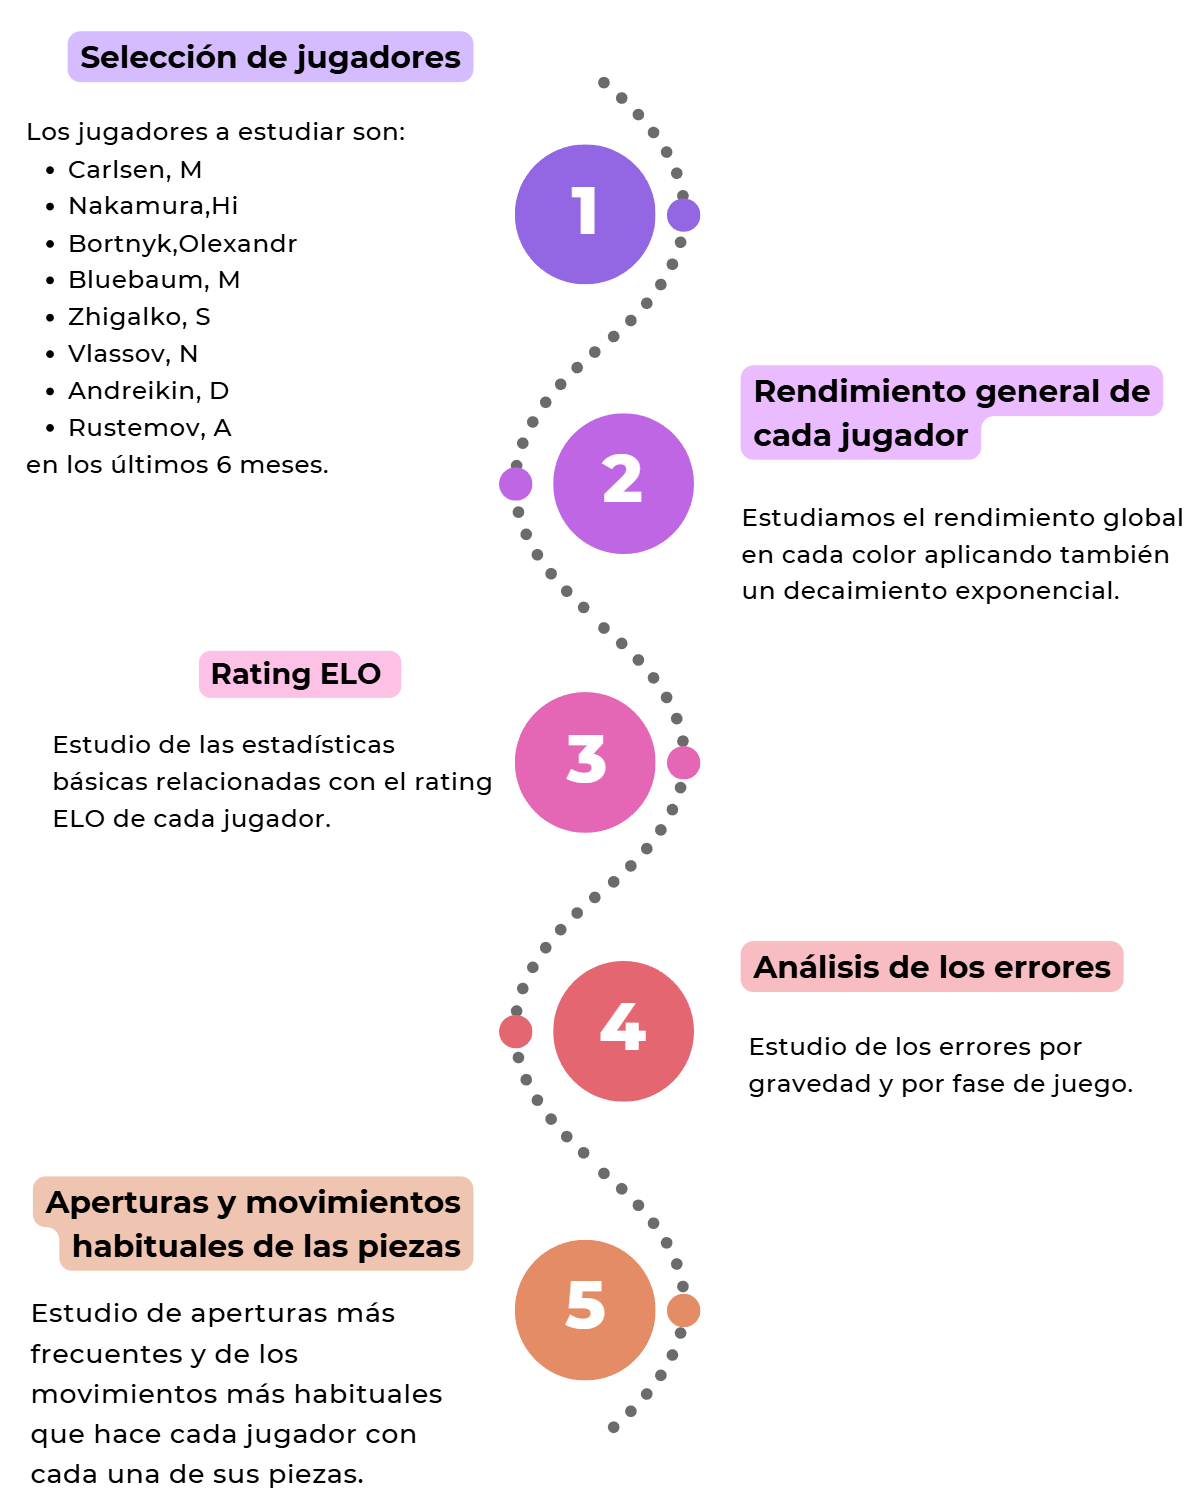 Selección de jugadores
Los jugadores a estudiar son:
• Carlsen, M
• Nakamura,Hi
• Bortnyk,Olexandr
• Bluebaum, M
• Zhigalko, S
• Vlassov, N
• Andreikin, D
• Rustemov, A
en los últimos 6 meses.
1
Rendimiento general de
cada jugador
Estudiamos el rendimiento global
en cada color aplicando también
un decaimiento exponencial.
2
Rating ELO
Estudio de las estadísticas
básicas relacionadas con el rating
ELO de cada jugador.
3
Análisis de los errores
Estudio de los errores por
gravedad y por fase de juego.
4
Aperturas y movimientos
habituales de las piezas
Estudio de aperturas más
frecuentes y de los
movimientos más habituales
que hace cada jugador con
cada una de sus piezas.
5